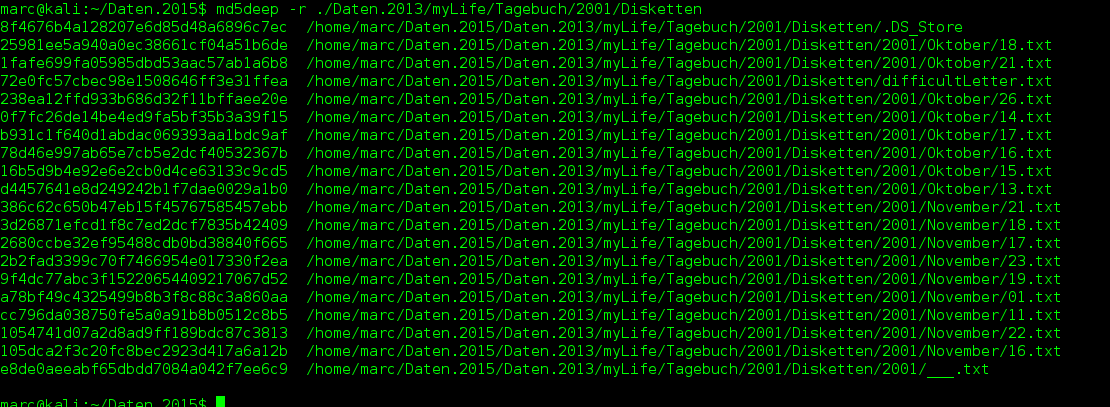 marc@kali:~/Daten.2015$ md5deep -r ./Daten.2013/myLife/Tagebuch/2001/Disketten
8f4676b4a128207e6d85d48a6896c7ec  /home/marc/Daten.2015/Daten.2013/myLife/Tagebuch/2001/Disketten/.DS_Store
25981ee5a940a0ec38661cf04a51b6de  /home/marc/Daten.2015/Daten.2013/myLife/Tagebuch/2001/Disketten/2001/Oktober/18.txt
1fafe699fa05985dbd53aac57ab1a6b8  /home/marc/Daten.2015/Daten.2013/myLife/Tagebuch/2001/Disketten/2001/Oktober/21.txt
72e0fc57cbec98e1508646ff3e31ffea  /home/marc/Daten.2015/Daten.2013/myLife/Tagebuch/2001/Disketten/difficultLetter.txt
238ea12ffd933b686d32f11bffaee20e  /home/marc/Daten.2015/Daten.2013/myLife/Tagebuch/2001/Disketten/2001/Oktober/26.txt
0f7fc26de14be4ed9fa5bf35b3a39f15  /home/marc/Daten.2015/Daten.2013/myLife/Tagebuch/2001/Disketten/2001/Oktober/14.txt
b931c1f640d1abdac069393aa1bdc9af  /home/marc/Daten.2015/Daten.2013/myLife/Tagebuch/2001/Disketten/2001/Oktober/17.txt
78d46e997ab65e7cb5e2dcf40532367b  /home/marc/Daten.2015/Daten.2013/myLife/Tagebuch/2001/Disketten/2001/Oktober/16.txt
16b5d9b4e92e6e2cb0d4ce63133c9cd5  /home/marc/Daten.2015/Daten.2013/myLife/Tagebuch/2001/Disketten/2001/Oktober/15.txt
d4457641e8d249242b1f7dae0029a1b0  /home/marc/Daten.2015/Daten.2013/myLife/Tagebuch/2001/Disketten/2001/Oktober/13.txt
386c62c650b47eb15f45767585457ebb  /home/marc/Daten.2015/Daten.2013/myLife/Tagebuch/2001/Disketten/2001/November/21.txt
3d26871efcd1f8c7ed2dcf7835b42409  /home/marc/Daten.2015/Daten.2013/myLife/Tagebuch/2001/Disketten/2001/November/18.txt
2680ccbe32ef95488cdb0bd38840f665  /home/marc/Daten.2015/Daten.2013/myLife/Tagebuch/2001/Disketten/2001/November/17.txt
2b2fad3399c70f7466954e017330f2ea  /home/marc/Daten.2015/Daten.2013/myLife/Tagebuch/2001/Disketten/2001/November/23.txt
9f4dc77abc3f15220654409217067d52  /home/marc/Daten.2015/Daten.2013/myLife/Tagebuch/2001/Disketten/2001/November/19.txt
a78bf49c4325499b8b3f8c88c3a860aa  /home/marc/Daten.2015/Daten.2013/myLife/Tagebuch/2001/Disketten/2001/November/01.txt
cc796da038750fe5a0a91b8b0512c8b5  /home/marc/Daten.2015/Daten.2013/myLife/Tagebuch/2001/Disketten/2001/November/11.txt
1054741d07a2d8ad9ff189bdc87c3813  /home/marc/Daten.2015/Daten.2013/myLife/Tagebuch/2001/Disketten/2001/November/22.txt
105dca2f3c20fc8bec2923d417a6a12b  /home/marc/Daten.2015/Daten.2013/myLife/Tagebuch/2001/Disketten/2001/November/16.txt
e8de0aeeabf65dbdd7084a042f7ee6c9  /home/marc/Daten.2015/Daten.2013/myLife/Tagebuch/2001/Disketten/2001/___.txt
marc@kali:~/Daten.2015$